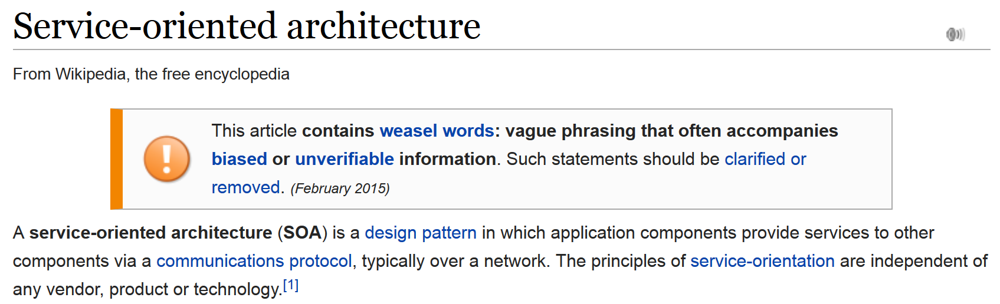 Service-oriented architecture
From Wikipedia, the free encyclopedia
This article contains weasel words: vague phrasing that often accompanies
biased or unverifiable information. Such statements should be clarified or
removed. (February 2015)
A service-oriented architecture (SOA) is a design pattern in which application components provide services to other
components via a communications protocol, typically over a network. The principles of service-orientation are independent of
any vendor, product or technology.[1]